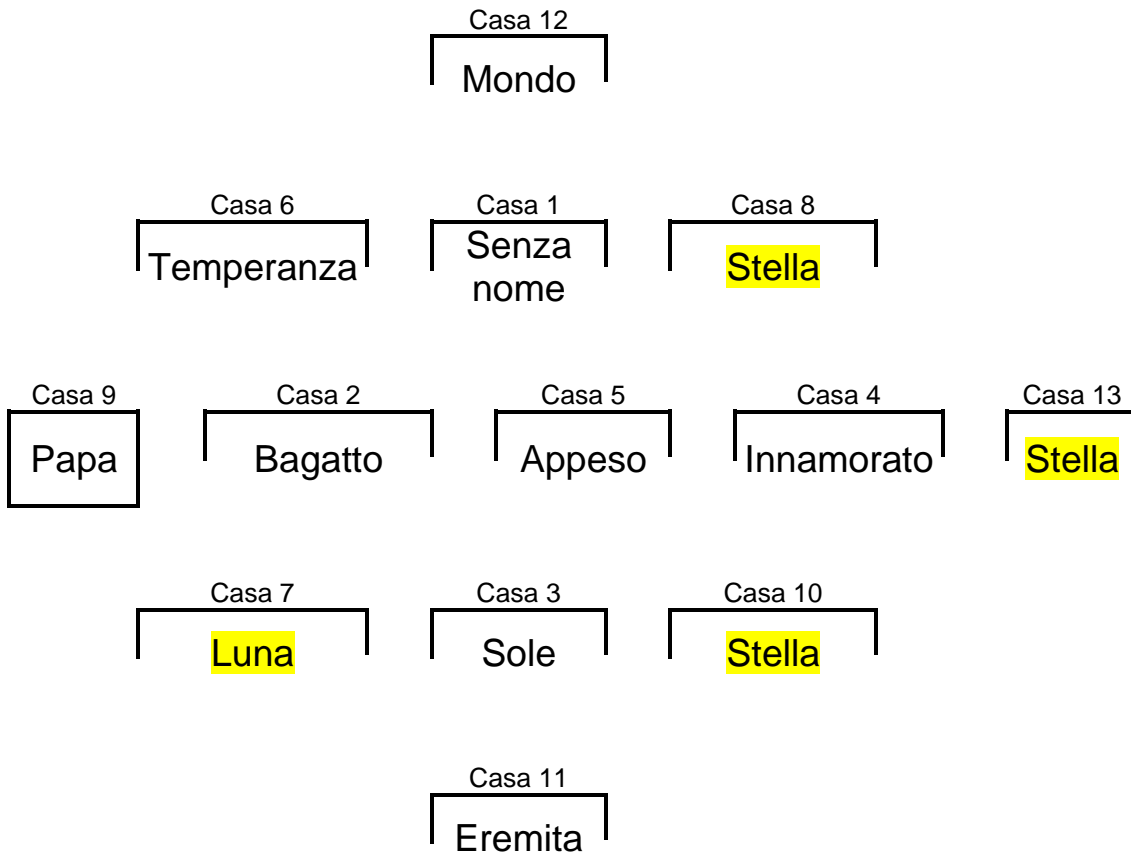 Casa 12
Mondo
Casa 6
Temperanza
Casa 1
Senza
nome
Casa 8
Stella
Casa 9
Papa
Casa 2
Bagatto
Casa 5
Appeso
Casa 4
Innamorato
Casa 13
Stella
Casa 7
Luna
Casa 3
Sole
Casa 10
Stella
Casa 11
Eremita